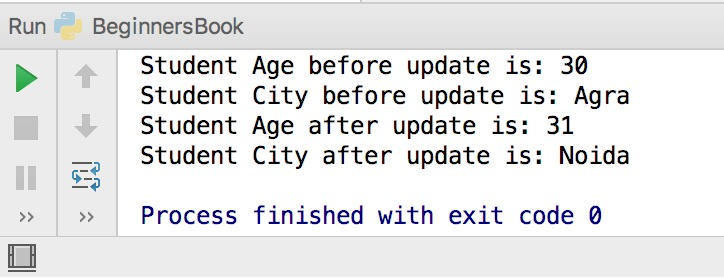 Run BeginnersBook
Student Age before update is: 30
Student City before update is: Agra
Student Age after update is: 31
Student City after update is: Noida
Process finished with exit code 0